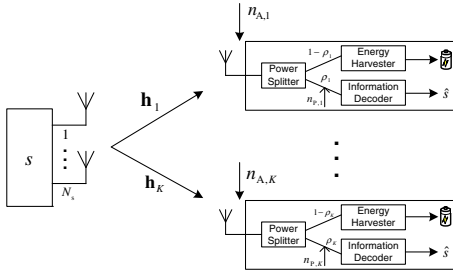 n_{A,1}
Power Splitter
1−ρ_1
Energy Harvester
ρ_1
Information Decoder
ŝ
n_{P,1}
s
1
N_s
h_1
h_K
n_{A,K}
Power Splitter
1−ρ_K
Energy Harvester
ρ_K
Information Decoder
ŝ
n_{P,K}